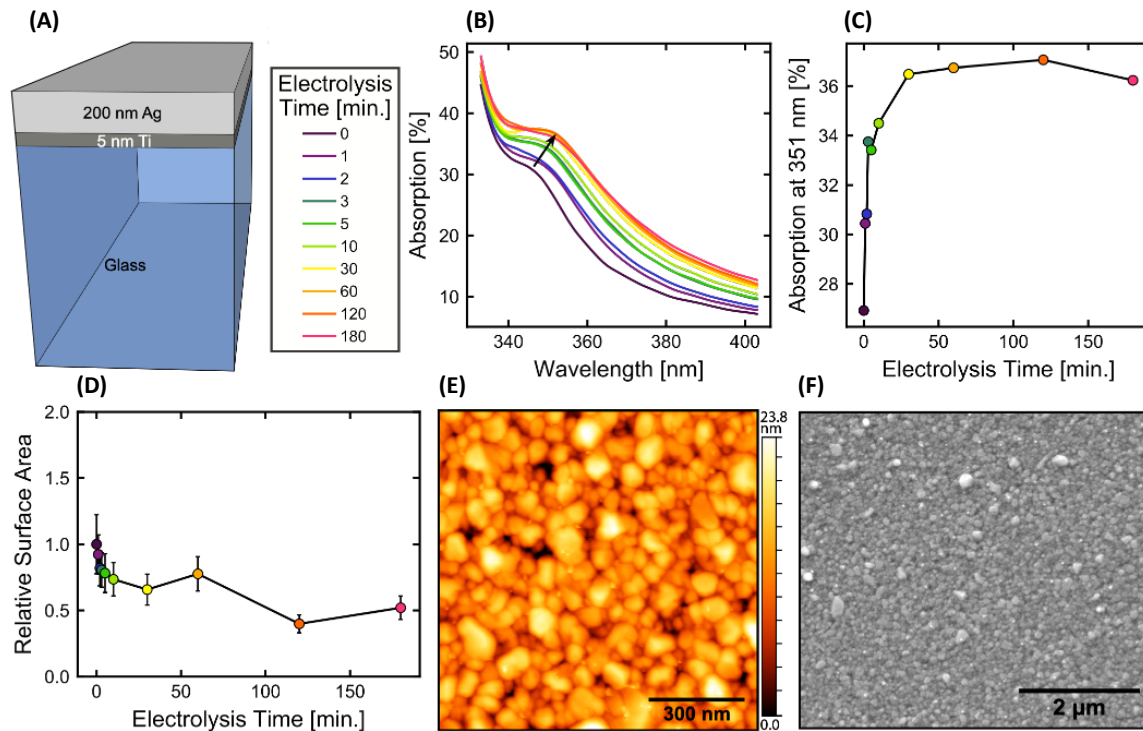 (A)
200 nm Ag
5 nm Ti
Glass
Electrolysis
Time [min.]
0
1
2
3
5
10
30
60
120
180
(B)
50
40
30
20
10
Absorption [%]
340
360
380
400
Wavelength [nm]
(C)
36
34
32
30
28
Absorption at 351 nm [%]
0
50
100
150
Electrolysis Time [min.]
(D)
2.0
1.5
1.0
0.5
0.0
Relative Surface Area
0
50
100
150
Electrolysis Time [min.]
(E)
23.8
nm
0.0
300 nm
(F)
2 µm